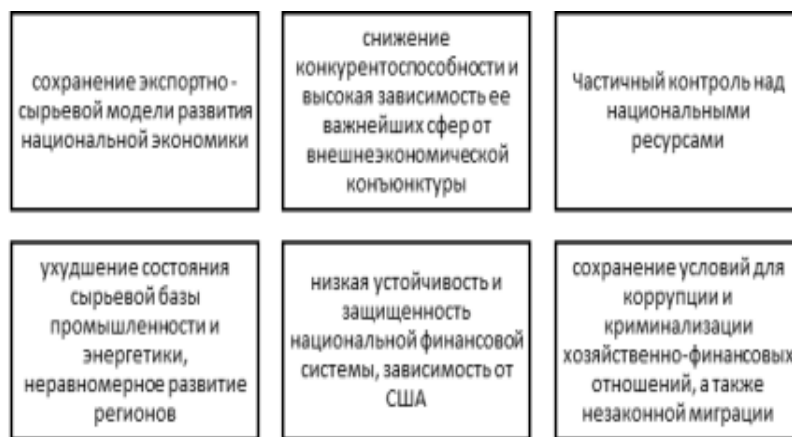 сохранение экспортно -
сырьевой модели развития
национальной экономики
снижение
конкурентоспособности и
высокая зависимость ее
важнейших сфер от
внешнеэкономической
конъюнктуры
Частичный контроль над
национальными
ресурсами
ухудшение состояния
сырьевой базы
промышленности и
энергетики,
неравномерное развитие
регионов
низкая устойчивость и
защищенность
национальной финансовой
системы, зависимость от
США
сохранение условий для
коррупции и
криминализации
хозяйственно-финансовых
отношений, а также
незаконной миграции